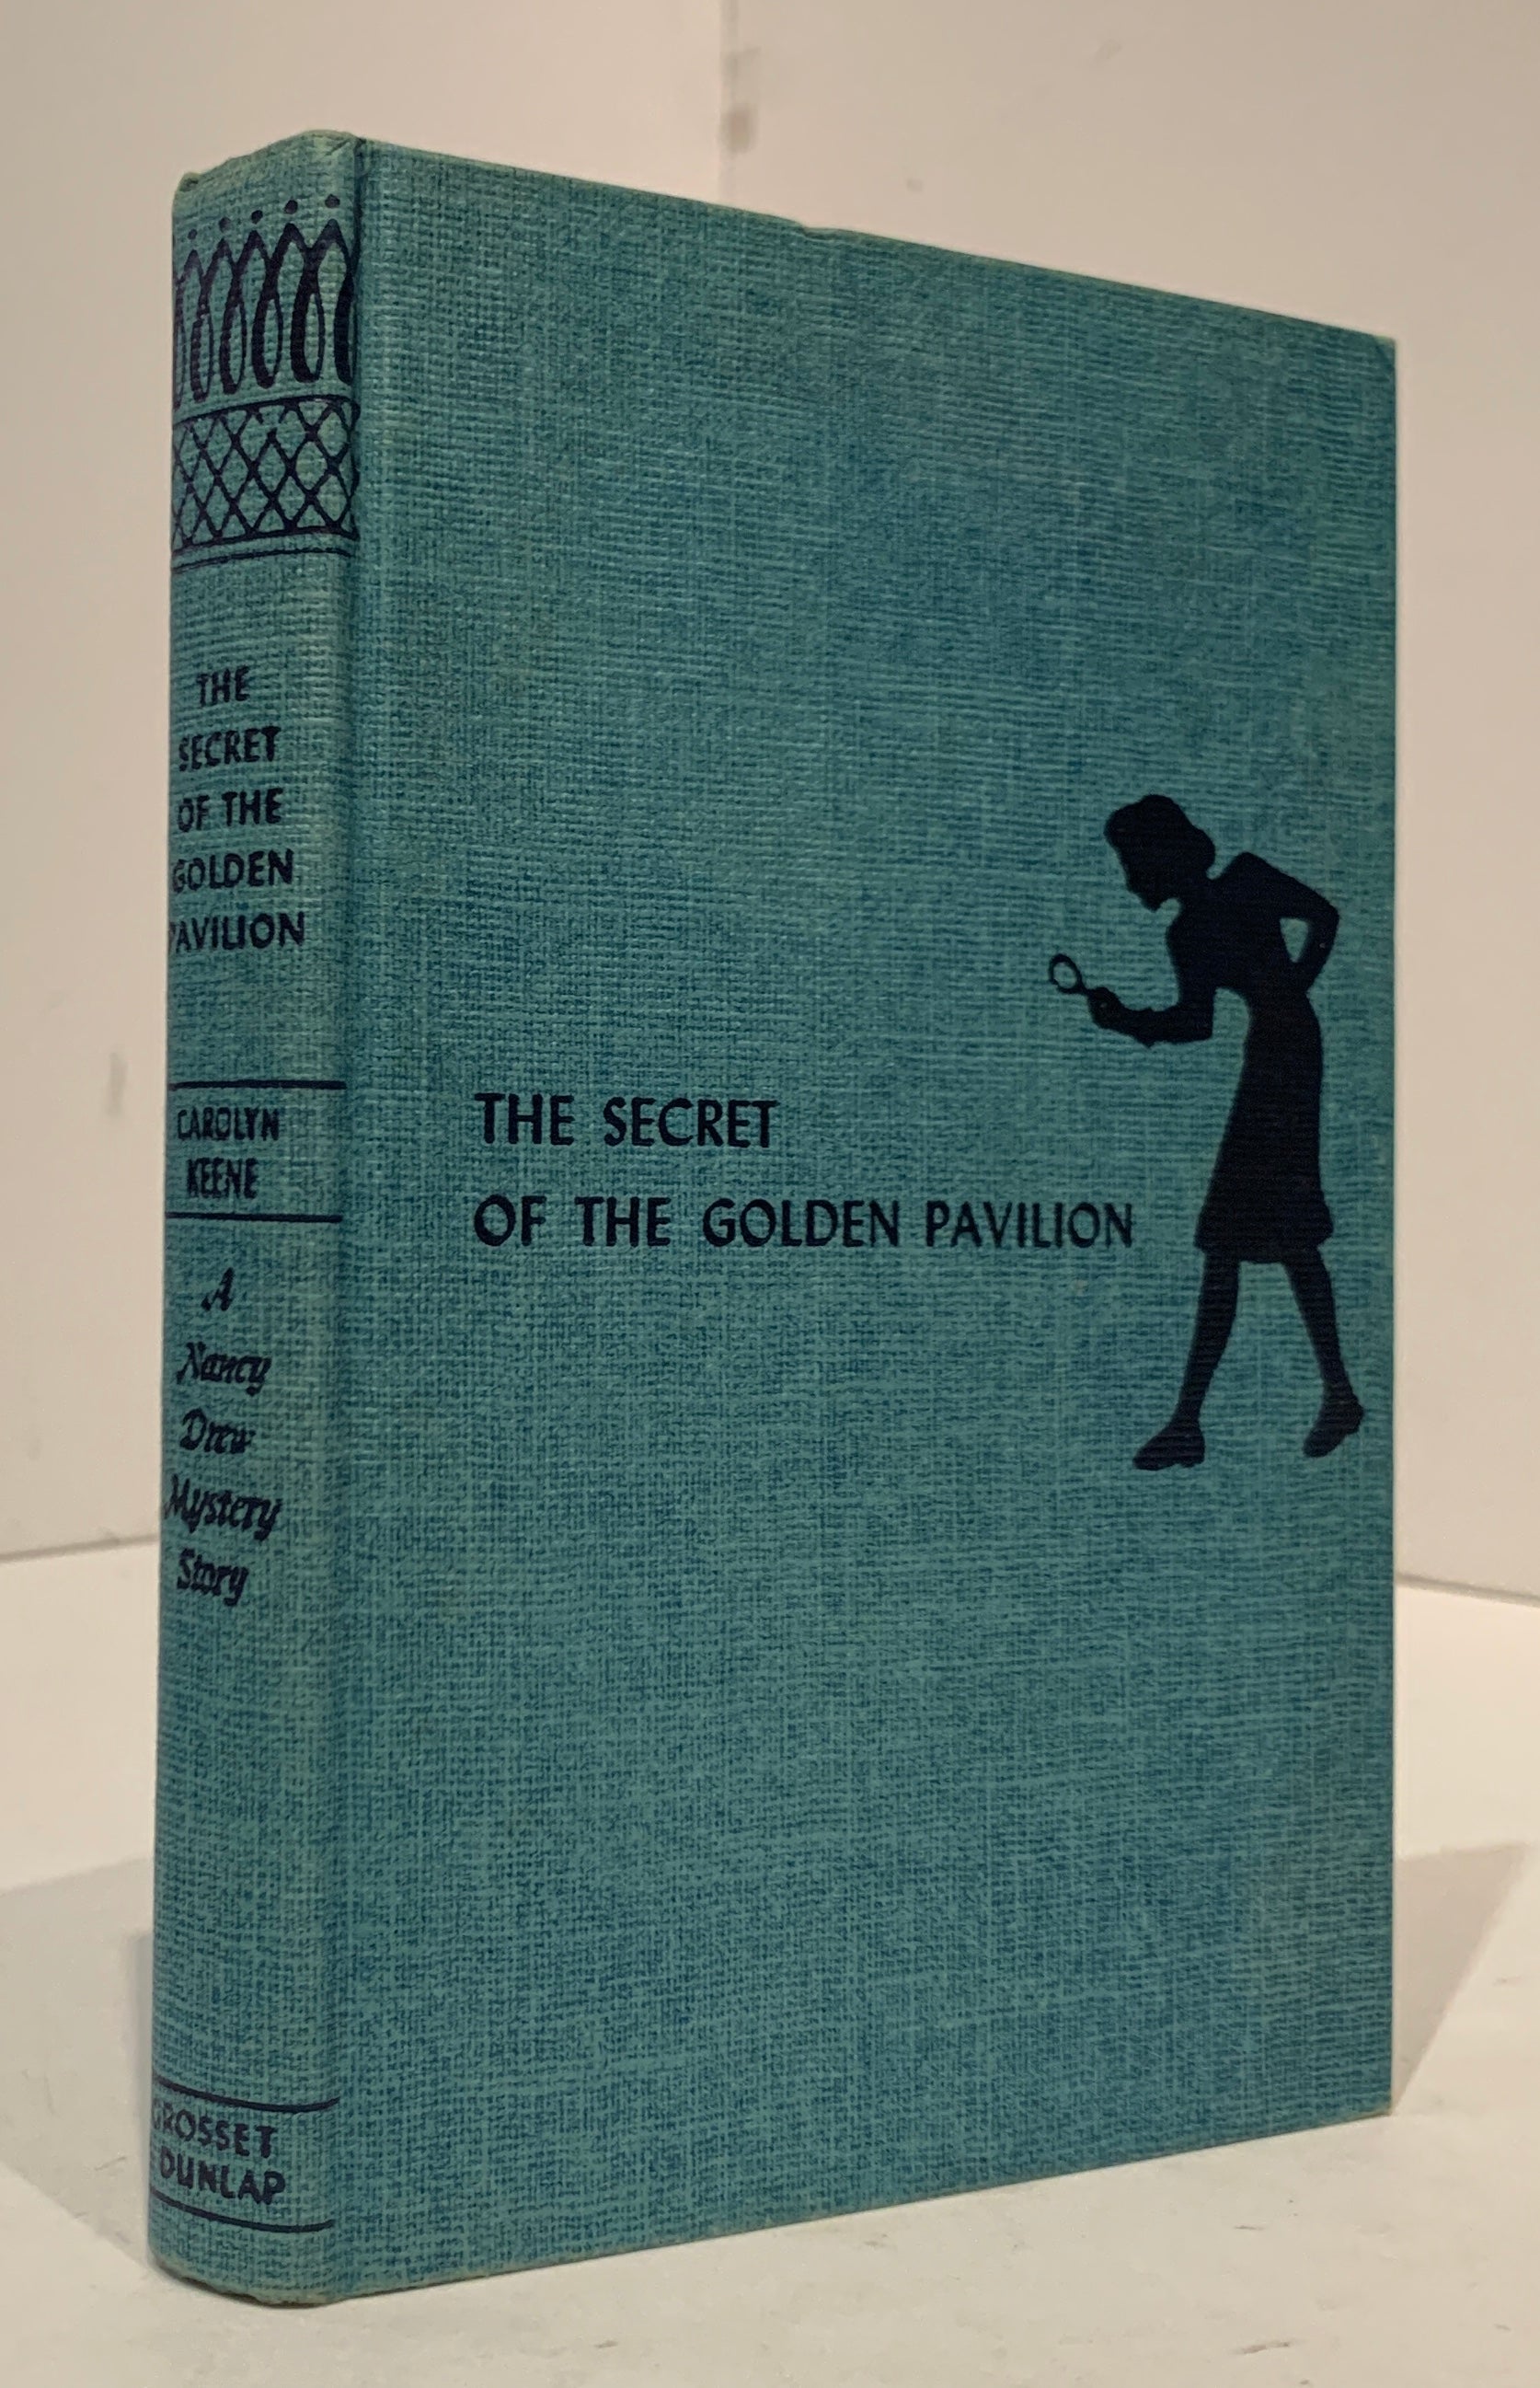 THE
SECRET
OF THE
GOLDEN
PAVILION
CAROLYN
KEENE
A
Nancy
Drew
Mystery
Story
GROSSET
DUNLAP
THE SECRET
OF THE GOLDEN PAVILION